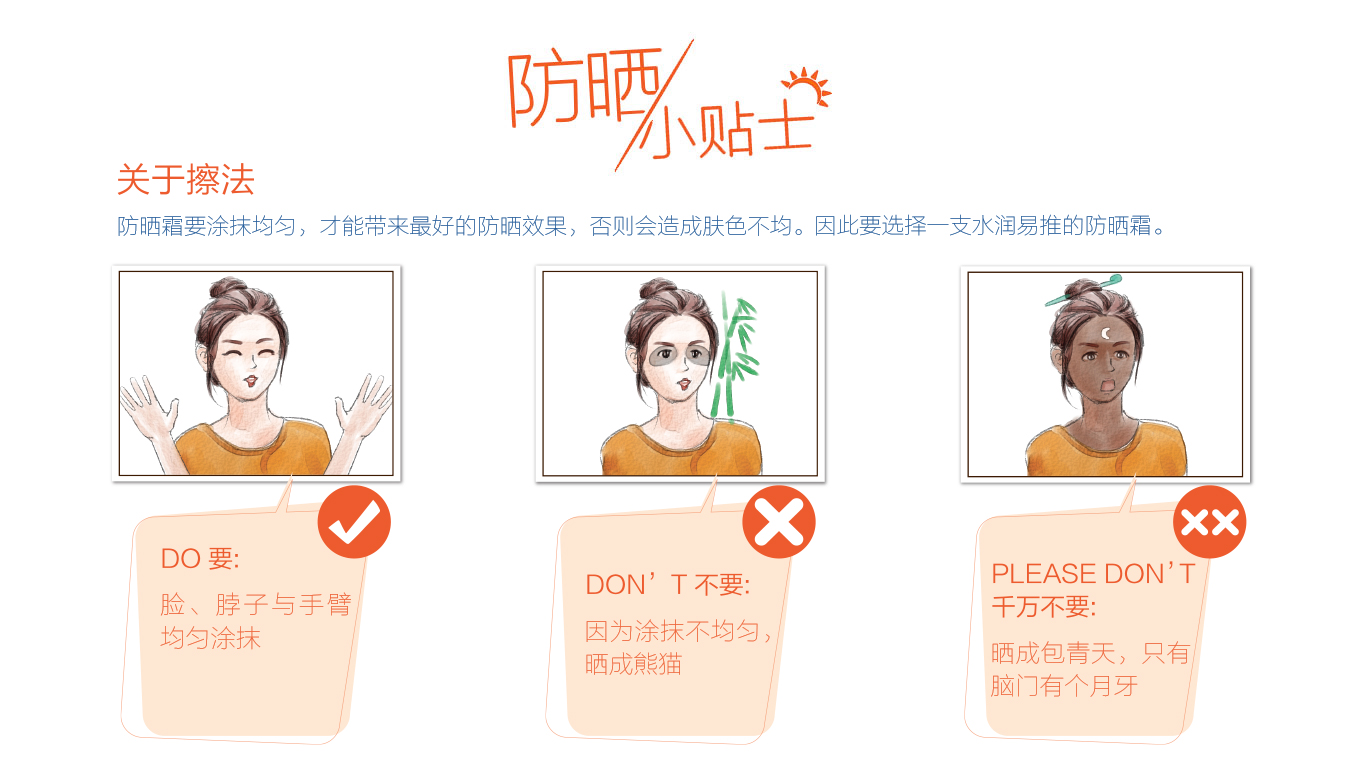 防晒/小贴士
关于擦法
防晒霜要涂抹均匀，才能带来最好的防晒效果，否则会造成肤色不均。因此要选择一支水润易推的防晒霜。
DO 要:
脸、脖子与手臂
均匀涂抹
DON’T 不要:
因为涂抹不均匀，
晒成熊猫
PLEASE DON’T
千万不要:
晒成包青天，只有
脑门有个月牙